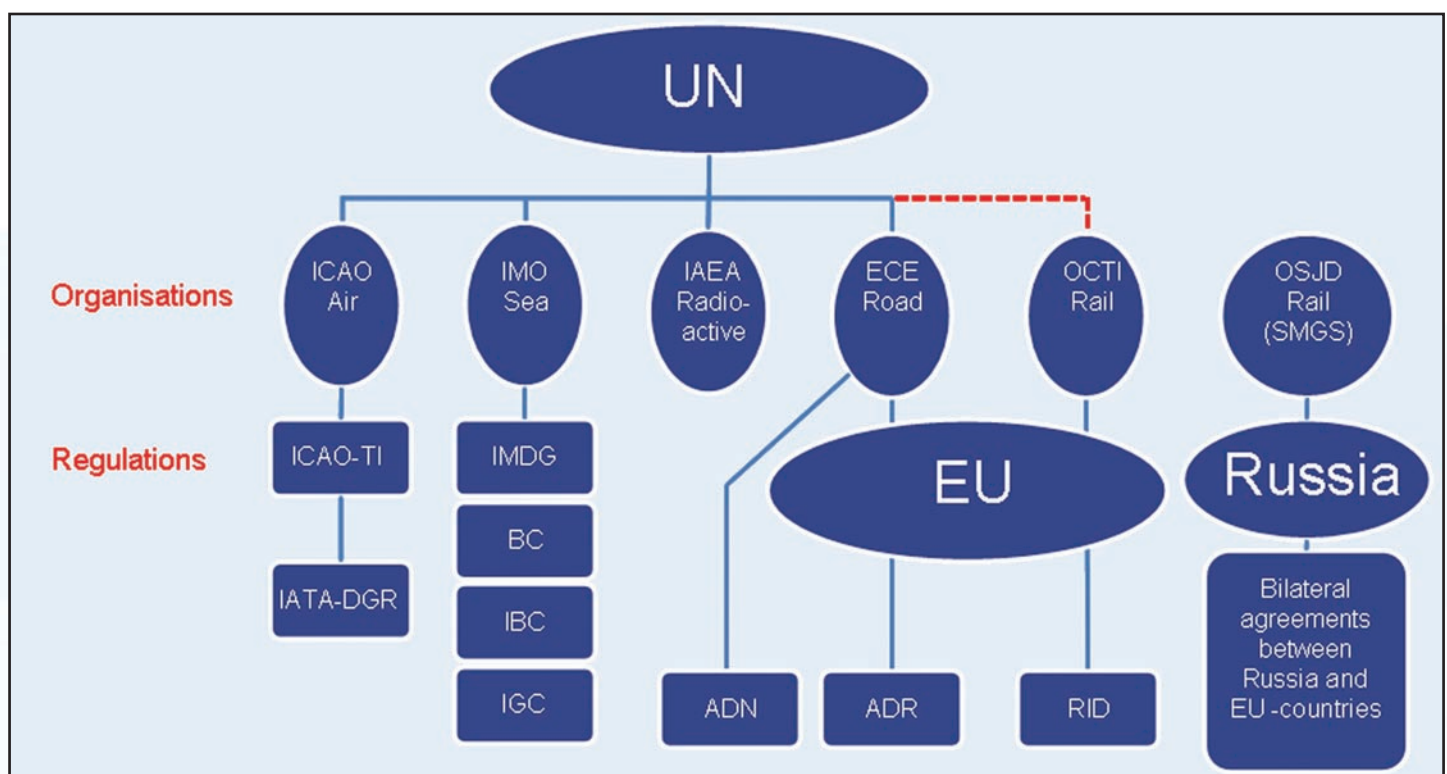 UN
Organisations
ICAO
Air
IMO
Sea
IAEA
Radio-
active
ECE
Road
OCTI
Rail
OSJD
Rail
(SMGS)
Regulations
ICAO-TI
IMDG
EU
Russia
BC
IATA-DGR
IBC
IGC
ADN
ADR
RID
Bilateral
agreements
between
Russia and
EU -countries